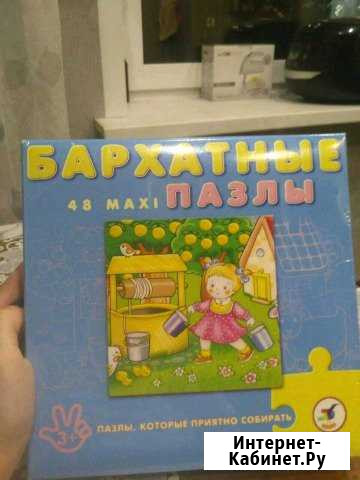 БАРХАТНЫЕ
48 MAXI ПАЗЛЫ
3+
ПАЗЛЫ, КОТОРЫЕ ПРИЯТНО СОБИРАТЬ
Интернет-
Кабинет.Ру